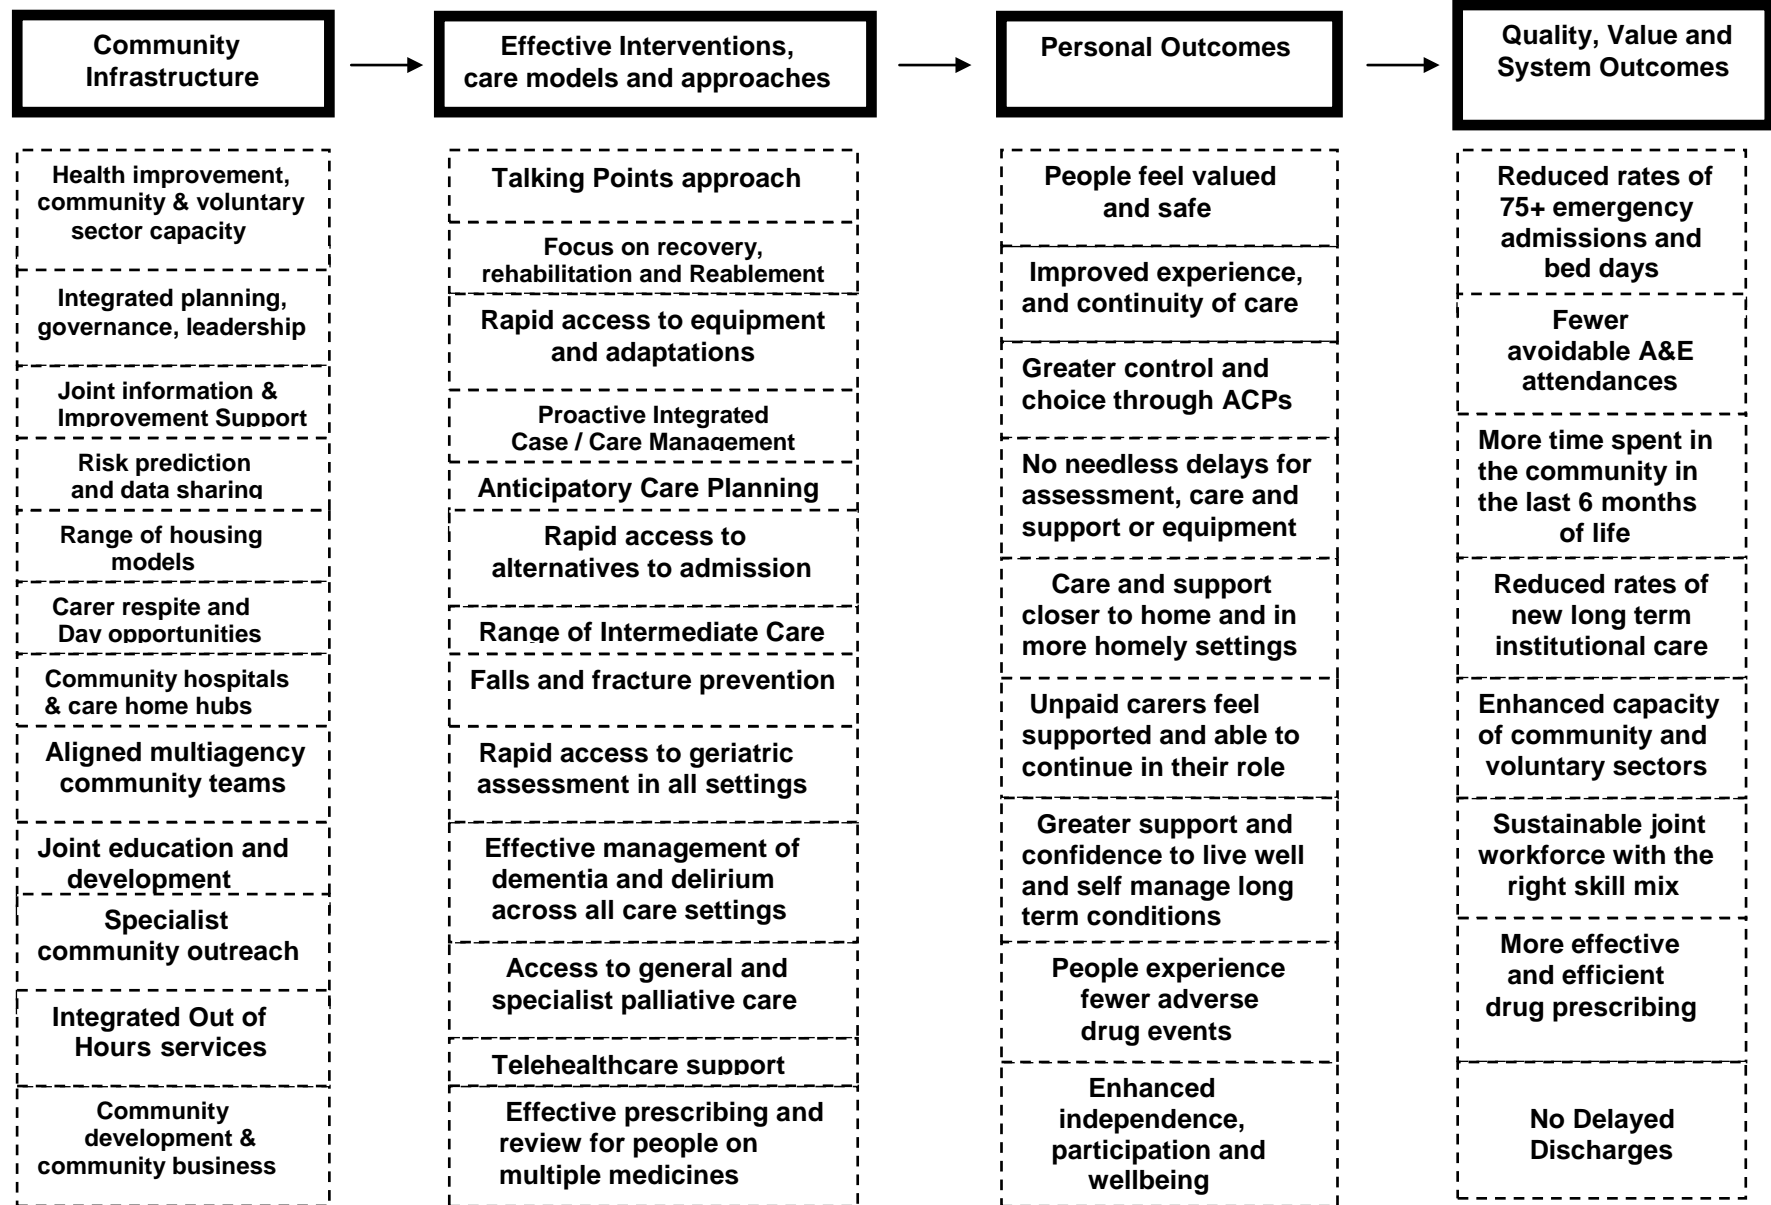 Community
Infrastructure
Effective Interventions,
care models and approaches
Personal Outcomes
Quality, Value and
System Outcomes
Health improvement,
community & voluntary
sector capacity
Integrated planning,
governance, leadership
Joint information &
Improvement Support
Risk prediction
and data sharing
Range of housing
models
Carer respite and
Day opportunities
Community hospitals
& care home hubs
Aligned multiagency
community teams
Joint education and
development
Specialist
community outreach
Integrated Out of
Hours services
Community
development &
community business
Talking Points approach
Focus on recovery,
rehabilitation and Reablement
Rapid access to equipment
and adaptations
Proactive Integrated
Case / Care Management
Anticipatory Care Planning
Rapid access to
alternatives to admission
Range of Intermediate Care
Falls and fracture prevention
Rapid access to geriatric
assessment in all settings
Effective management of
dementia and delirium
across all care settings
Access to general and
specialist palliative care
Telehealthcare support
Effective prescribing and
review for people on
multiple medicines
People feel valued
and safe
Improved experience,
and continuity of care
Greater control and
choice through ACPs
No needless delays for
assessment, care and
support or equipment
Care and support
closer to home and in
more homely settings
Unpaid carers feel
supported and able to
continue in their role
Greater support and
confidence to live well
and self manage long
term conditions
People experience
fewer adverse
drug events
Enhanced
independence,
participation and
wellbeing
Reduced rates of
75+ emergency
admissions and
bed days
Fewer
avoidable A&E
attendances
More time spent in
the community in
the last 6 months
of life
Reduced rates of
new long term
institutional care
Enhanced capacity
of community and
voluntary sectors
Sustainable joint
workforce with the
right skill mix
More effective
and efficient
drug prescribing
No Delayed
Discharges